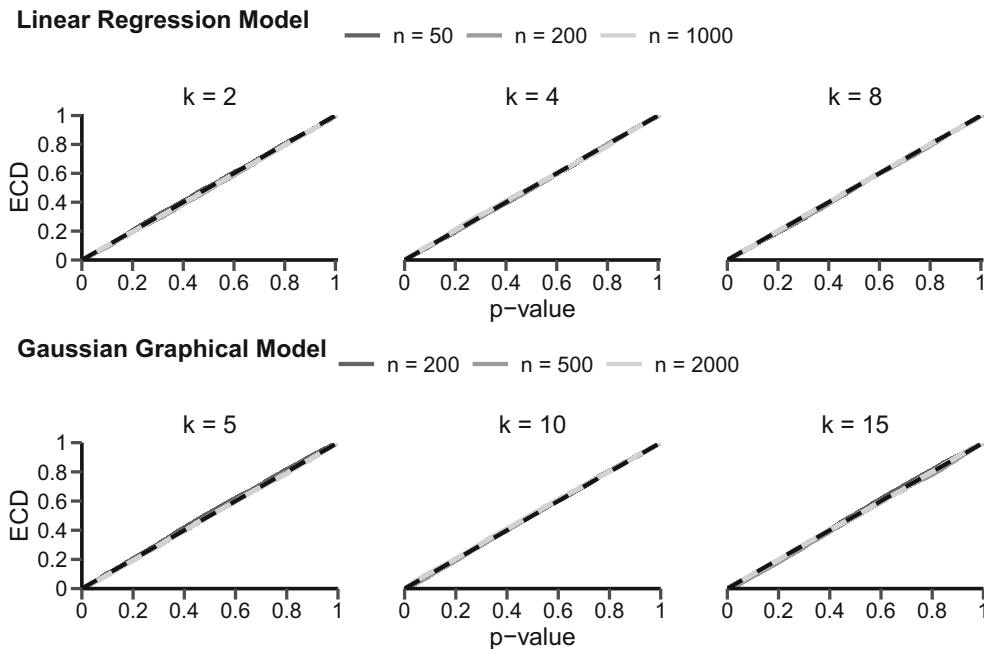 Linear Regression Model
n = 50 n = 200 n = 1000
k = 2 k = 4 k = 8
ECD
1
0.8
0.6
0.4
0.2
0
0 0.2 0.4 0.6 0.8 1
0 0.2 0.4 0.6 0.8 1
0 0.2 0.4 0.6 0.8 1
p−value
Gaussian Graphical Model
n = 200 n = 500 n = 2000
k = 5 k = 10 k = 15
ECD
1
0.8
0.6
0.4
0.2
0
0 0.2 0.4 0.6 0.8 1
0 0.2 0.4 0.6 0.8 1
0 0.2 0.4 0.6 0.8 1
p−value